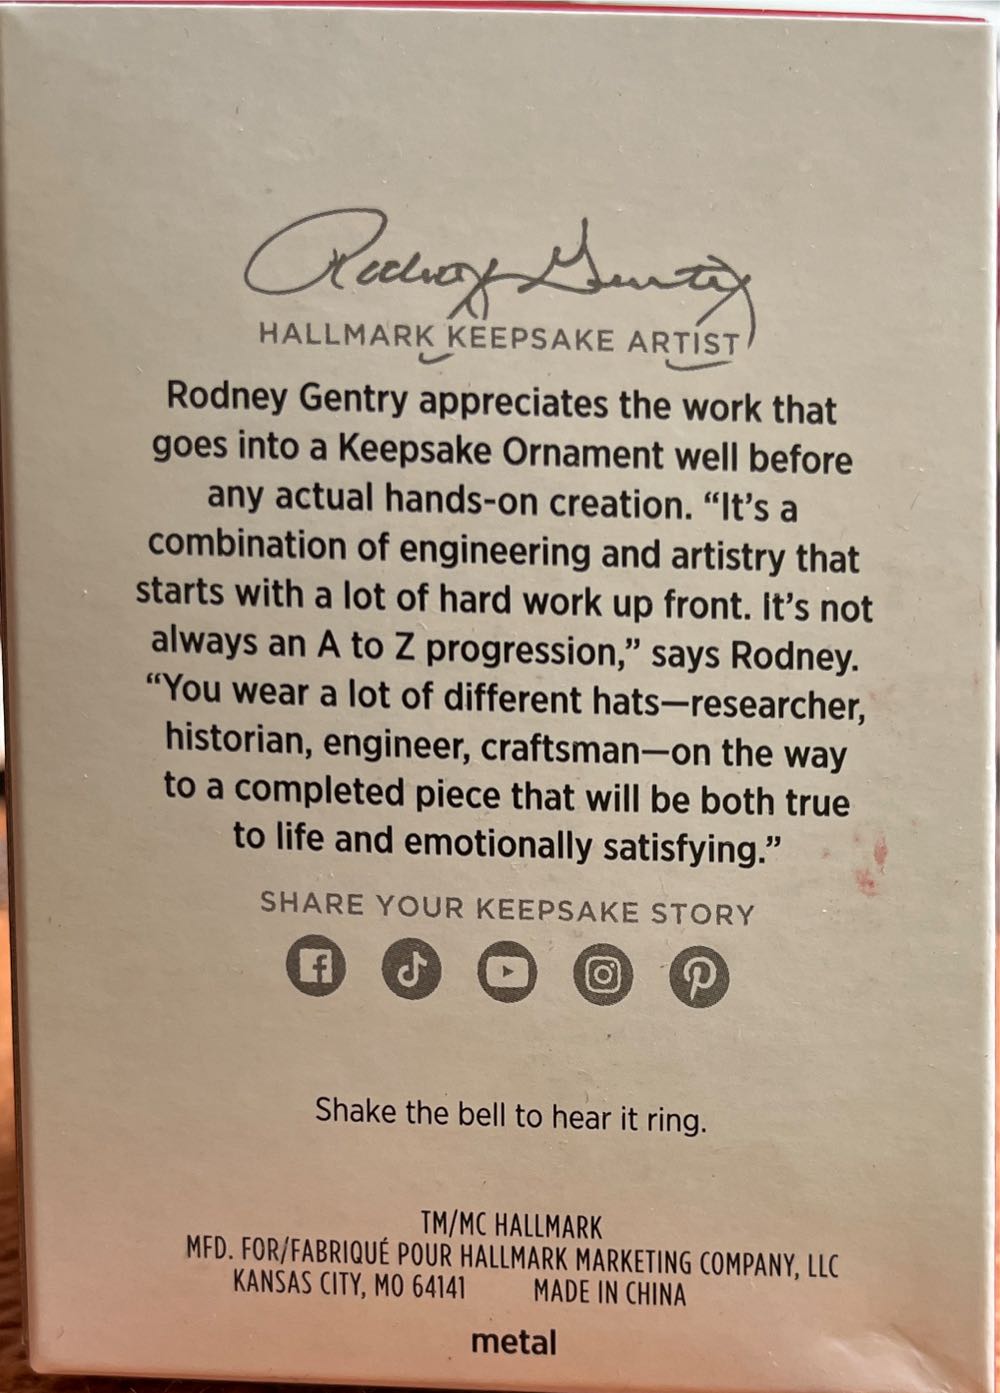 Rodney Gentry
HALLMARK KEEPSAKE ARTIST
Rodney Gentry appreciates the work that
goes into a Keepsake Ornament well before
any actual hands-on creation. “It’s a
combination of engineering and artistry that
starts with a lot of hard work up front. It’s not
always an A to Z progression,” says Rodney.
“You wear a lot of different hats—researcher,
historian, engineer, craftsman—on the way
to a completed piece that will be both true
to life and emotionally satisfying.”
SHARE YOUR KEEPSAKE STORY
Shake the bell to hear it ring.
TM/MC HALLMARK
MFD. FOR/FABRIQUÉ POUR HALLMARK MARKETING COMPANY, LLC
KANSAS CITY, MO 64141 MADE IN CHINA
metal